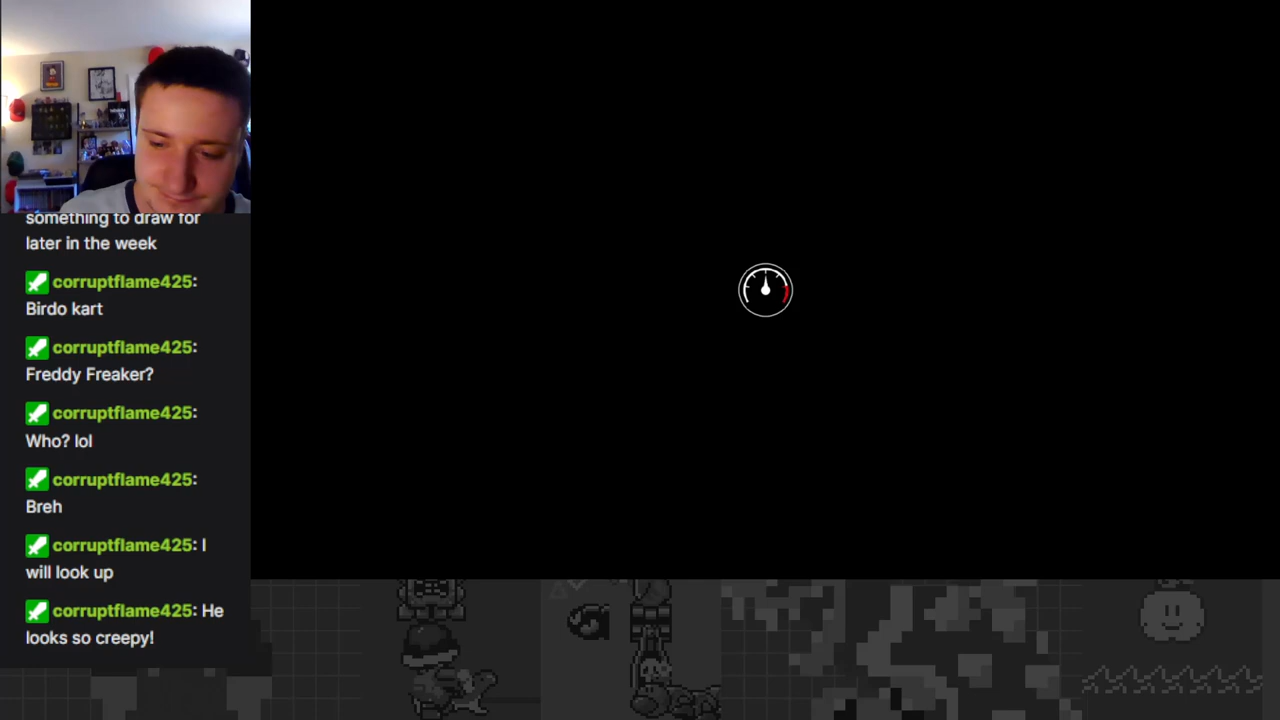 something to draw for
later in the week
corruptflame425:
Birdo kart
corruptflame425:
Freddy Freaker?
corruptflame425:
Who? lol
corruptflame425:
Breh
corruptflame425: I
will look up
corruptflame425: He
looks so creepy!